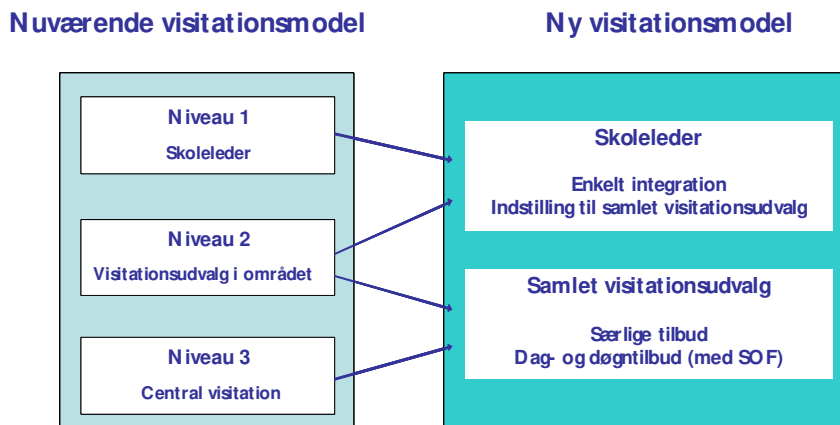 Nuværende visitationsmodel
Niveau 1
Skoleleder
Niveau 2
Visitationsudvalg i området
Niveau 3
Central visitation
Ny visitationsmodel
Skoleleder
Enkelt integration
Indstilling til samlet visitationsudvalg
Samlet visitationsudvalg
Særlige tilbud
Dag- og døgntilbud (med SOF)